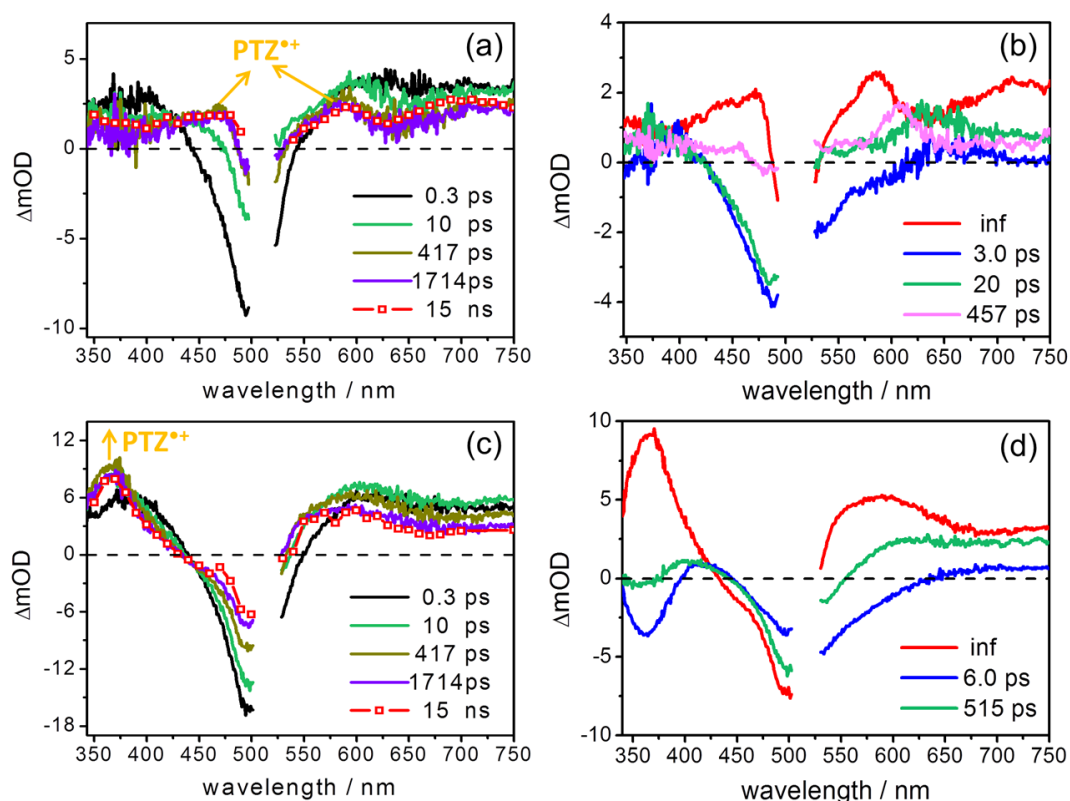 (a)
PTZ•+
5
0
-5
-10
ΔmOD
0.3 ps
10 ps
417 ps
1714ps
15 ns
350 400 450 500 550 600 650 700 750
wavelength / nm
(b)
4
2
0
-2
-4
ΔmOD
inf
3.0 ps
20 ps
457 ps
350 400 450 500 550 600 650 700 750
wavelength / nm
(c)
PTZ•+
12
6
0
-6
-12
-18
ΔmOD
0.3 ps
10 ps
417 ps
1714ps
15 ns
350 400 450 500 550 600 650 700 750
wavelength / nm
(d)
10
5
0
-5
-10
ΔmOD
inf
6.0 ps
515 ps
350 400 450 500 550 600 650 700 750
wavelength / nm